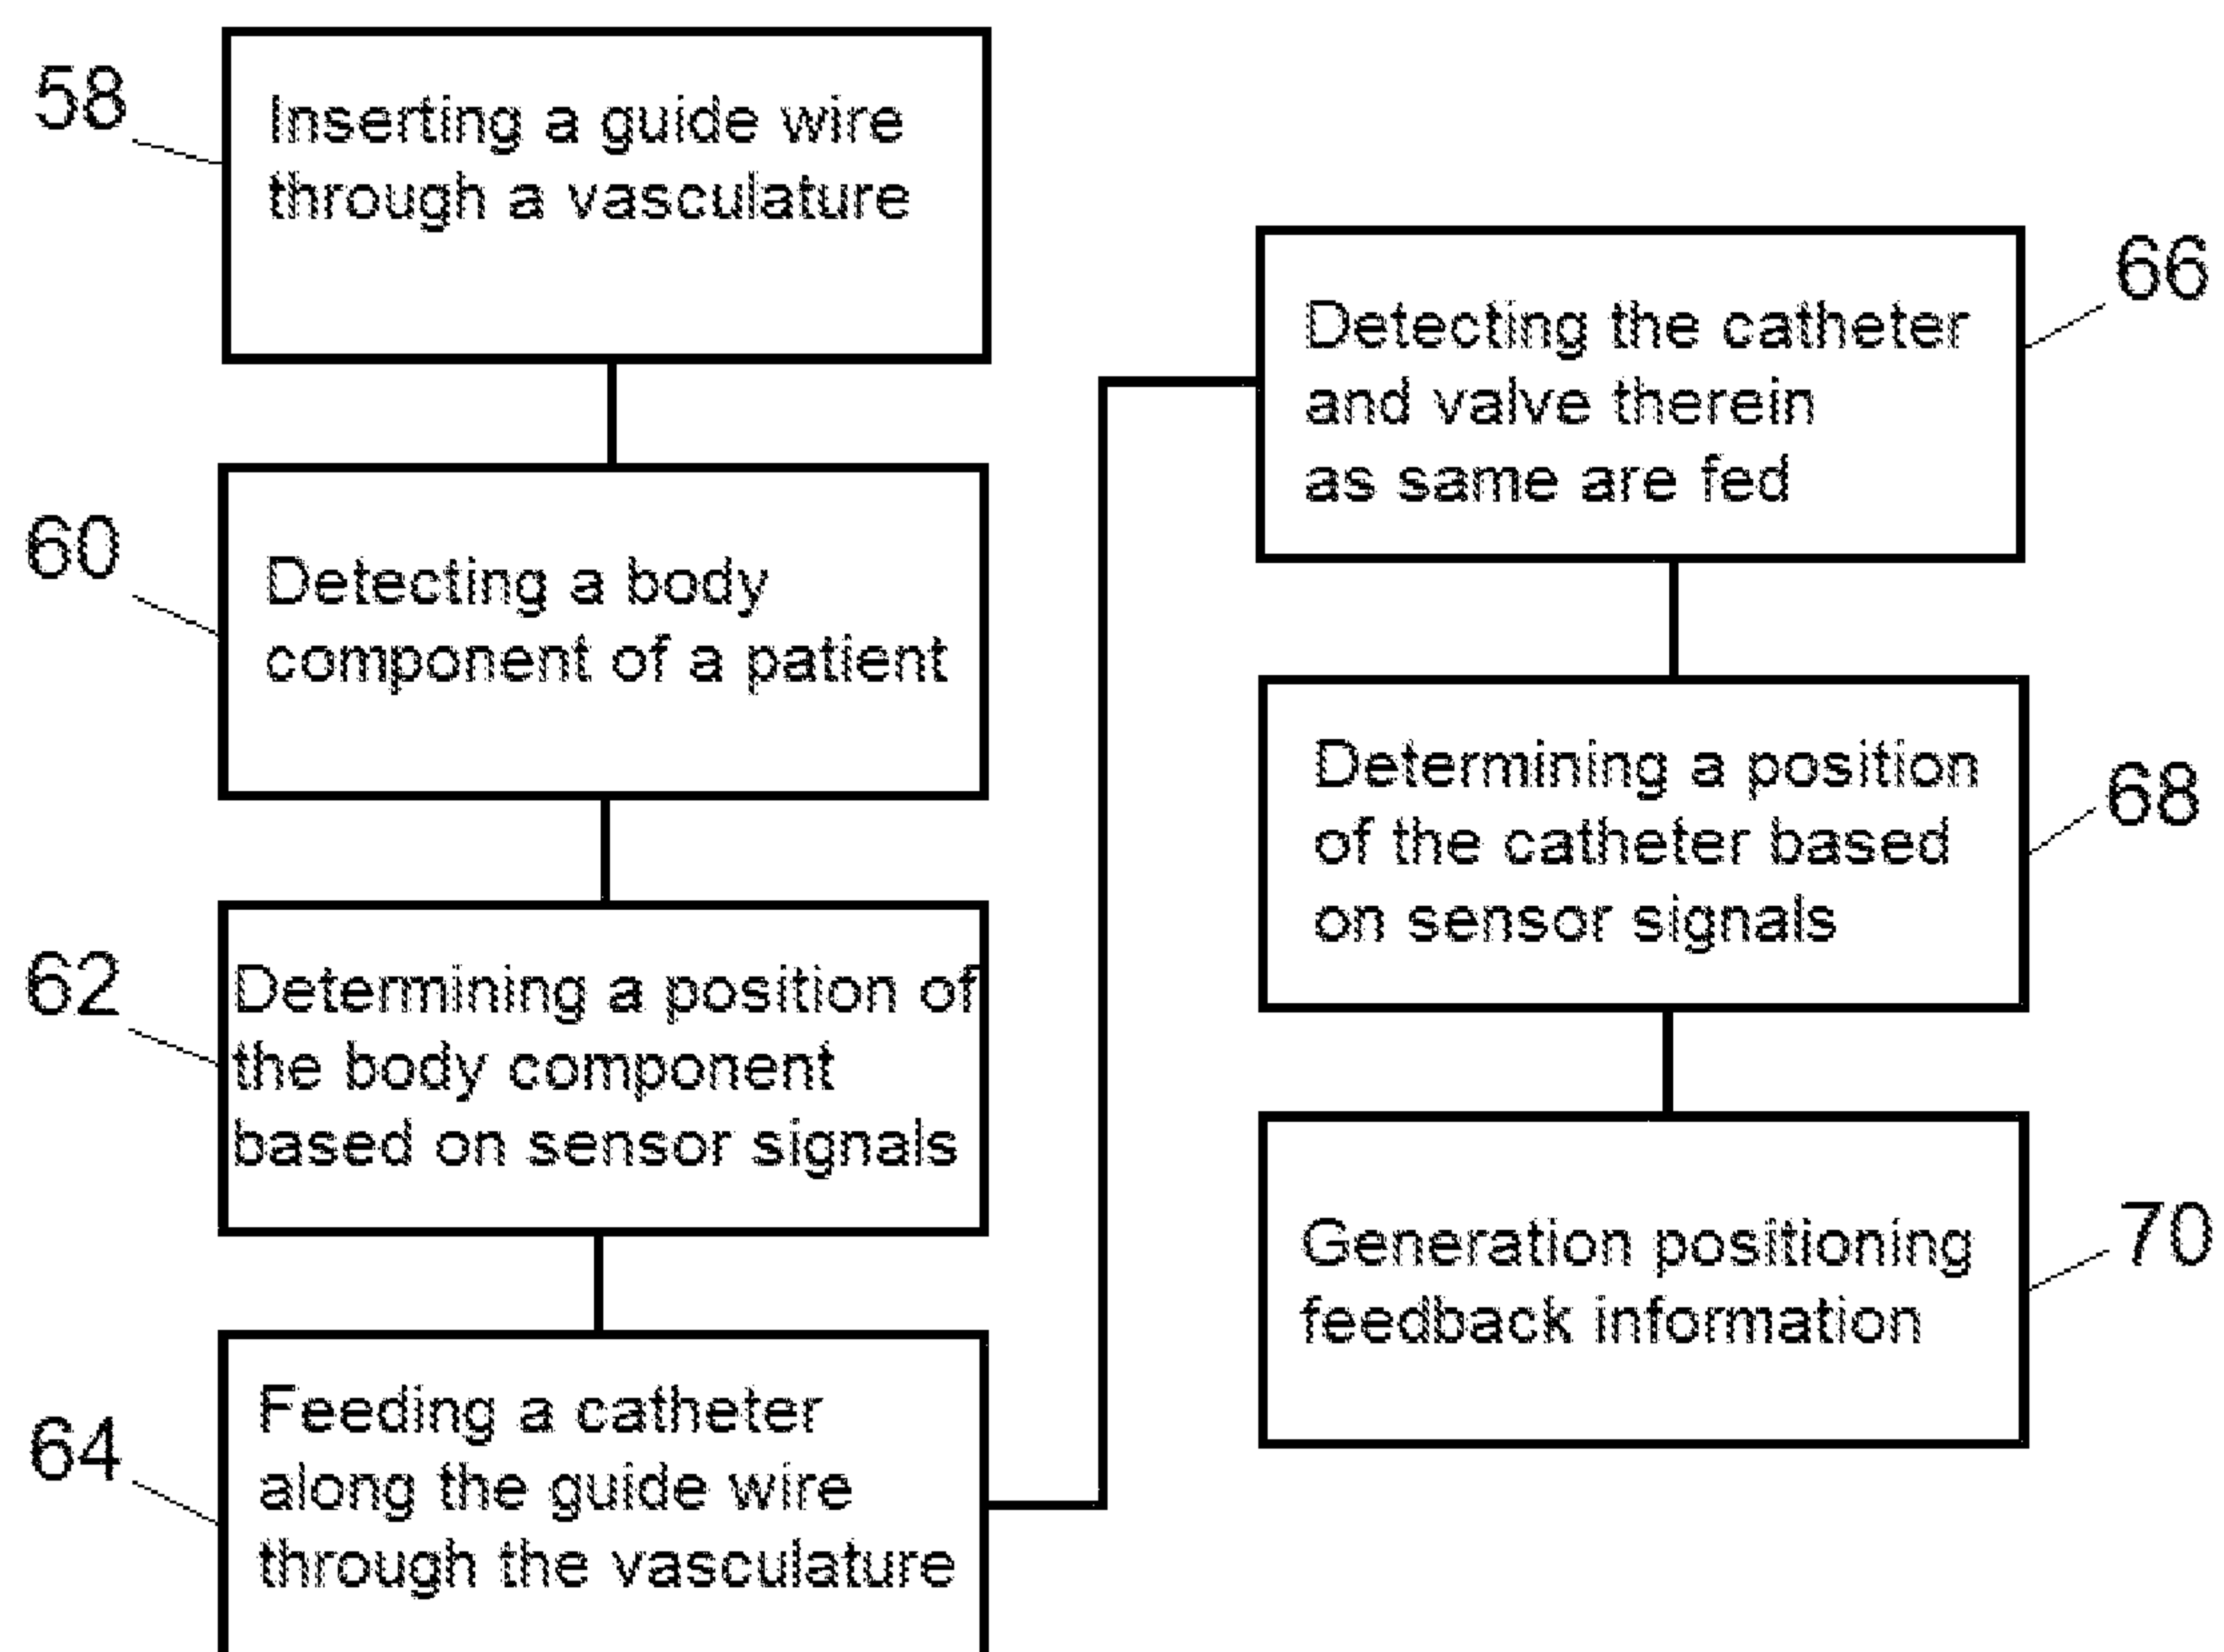 58
Inserting a guide wire
through a vasculature
60
Detecting a body
component of a patient
62
Determining a position of
the body component
based on sensor signals
64
Feeding a catheter
along the guide wire
through the vasculature
66
Detecting the catheter
and valve therein
as same are fed
68
Determining a position
of the catheter based
on sensor signals
70
Generation positioning
feedback information